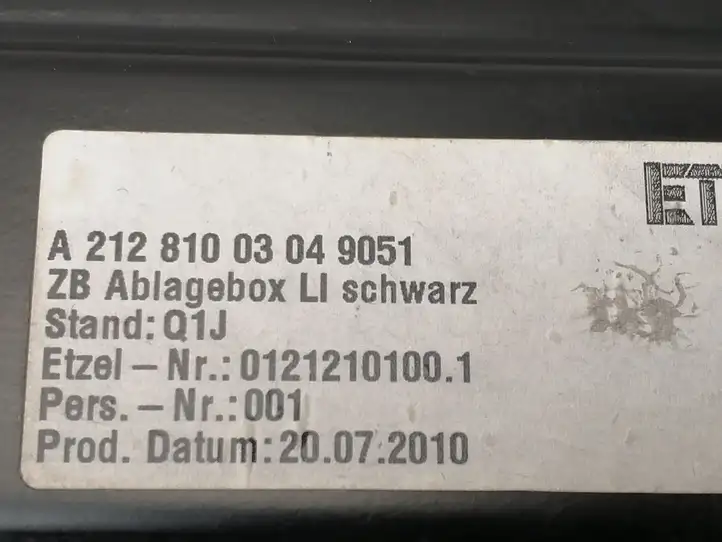 ET
A 212 810 03 04 9051
ZB Ablagebox LI schwarz
Stand: Q1J
Etzel – Nr.: 0121210100.1
Pers. – Nr.: 001
Prod. Datum: 20.07.2010